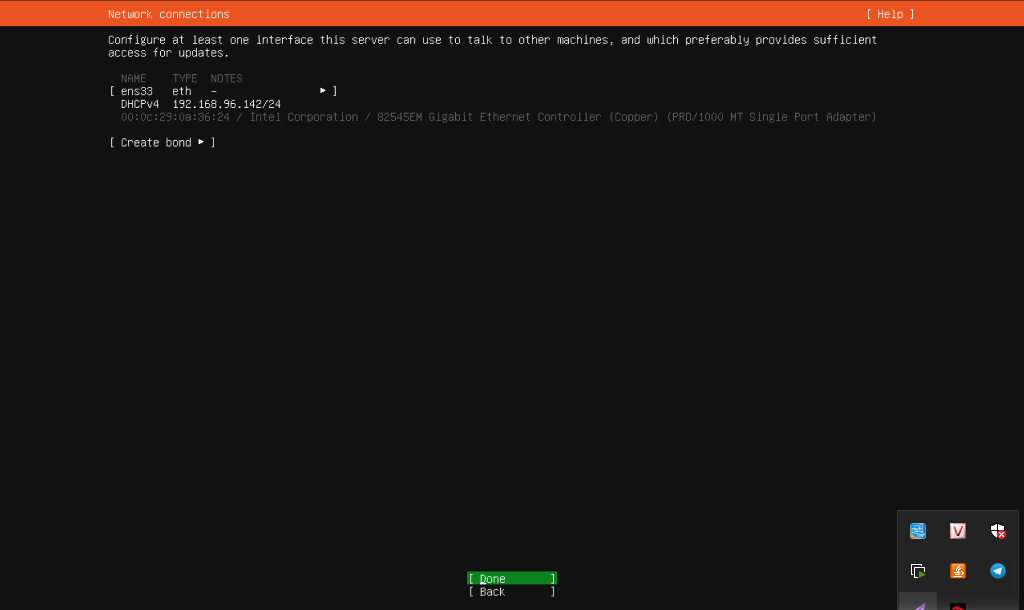 Network connections [ Help ]
Configure at least one interface this server can use to talk to other machines, and which preferably provides sufficient
access for updates.
NAME TYPE NOTES
[ ens33 eth – ▸ ]
DHCPv4 192.168.96.142/24
00:0c:29:0a:36:24 / Intel Corporation / 82545EM Gigabit Ethernet Controller (Copper) (PRO/1000 MT Single Port Adapter)
[ Create bond ▸ ]
V
[ Done ]
[ Back ]